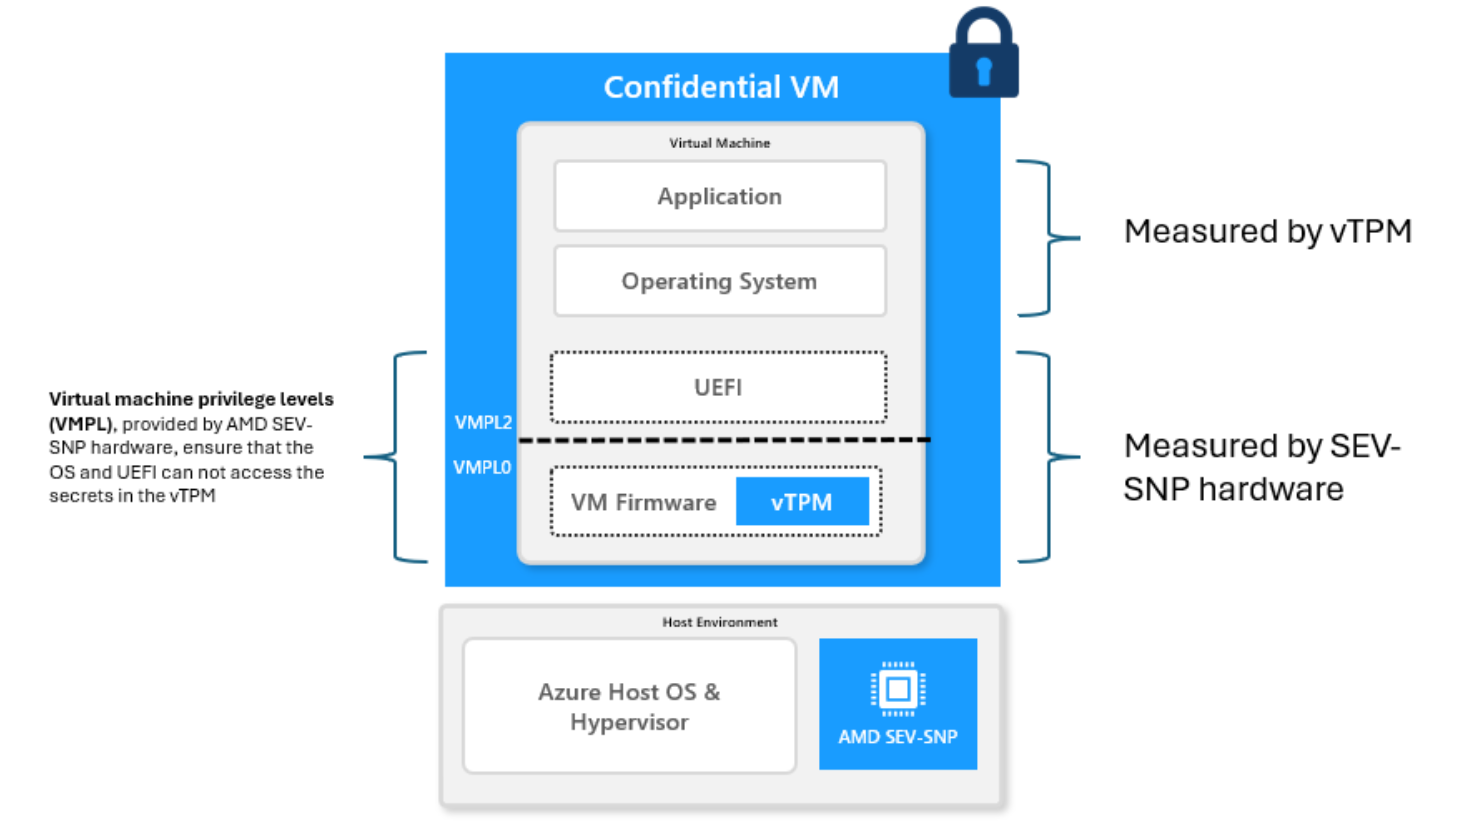 Confidential VM
Virtual Machine
Application
Operating System
UEFI
VMPL2
VMPL0
VM Firmware
vTPM
Measured by vTPM
Measured by SEV-
SNP hardware
Virtual machine privilege levels
(VMPL), provided by AMD SEV-
SNP hardware, ensure that the
OS and UEFI can not access the
secrets in the vTPM
Host Environment
Azure Host OS &
Hypervisor
AMD SEV-SNP